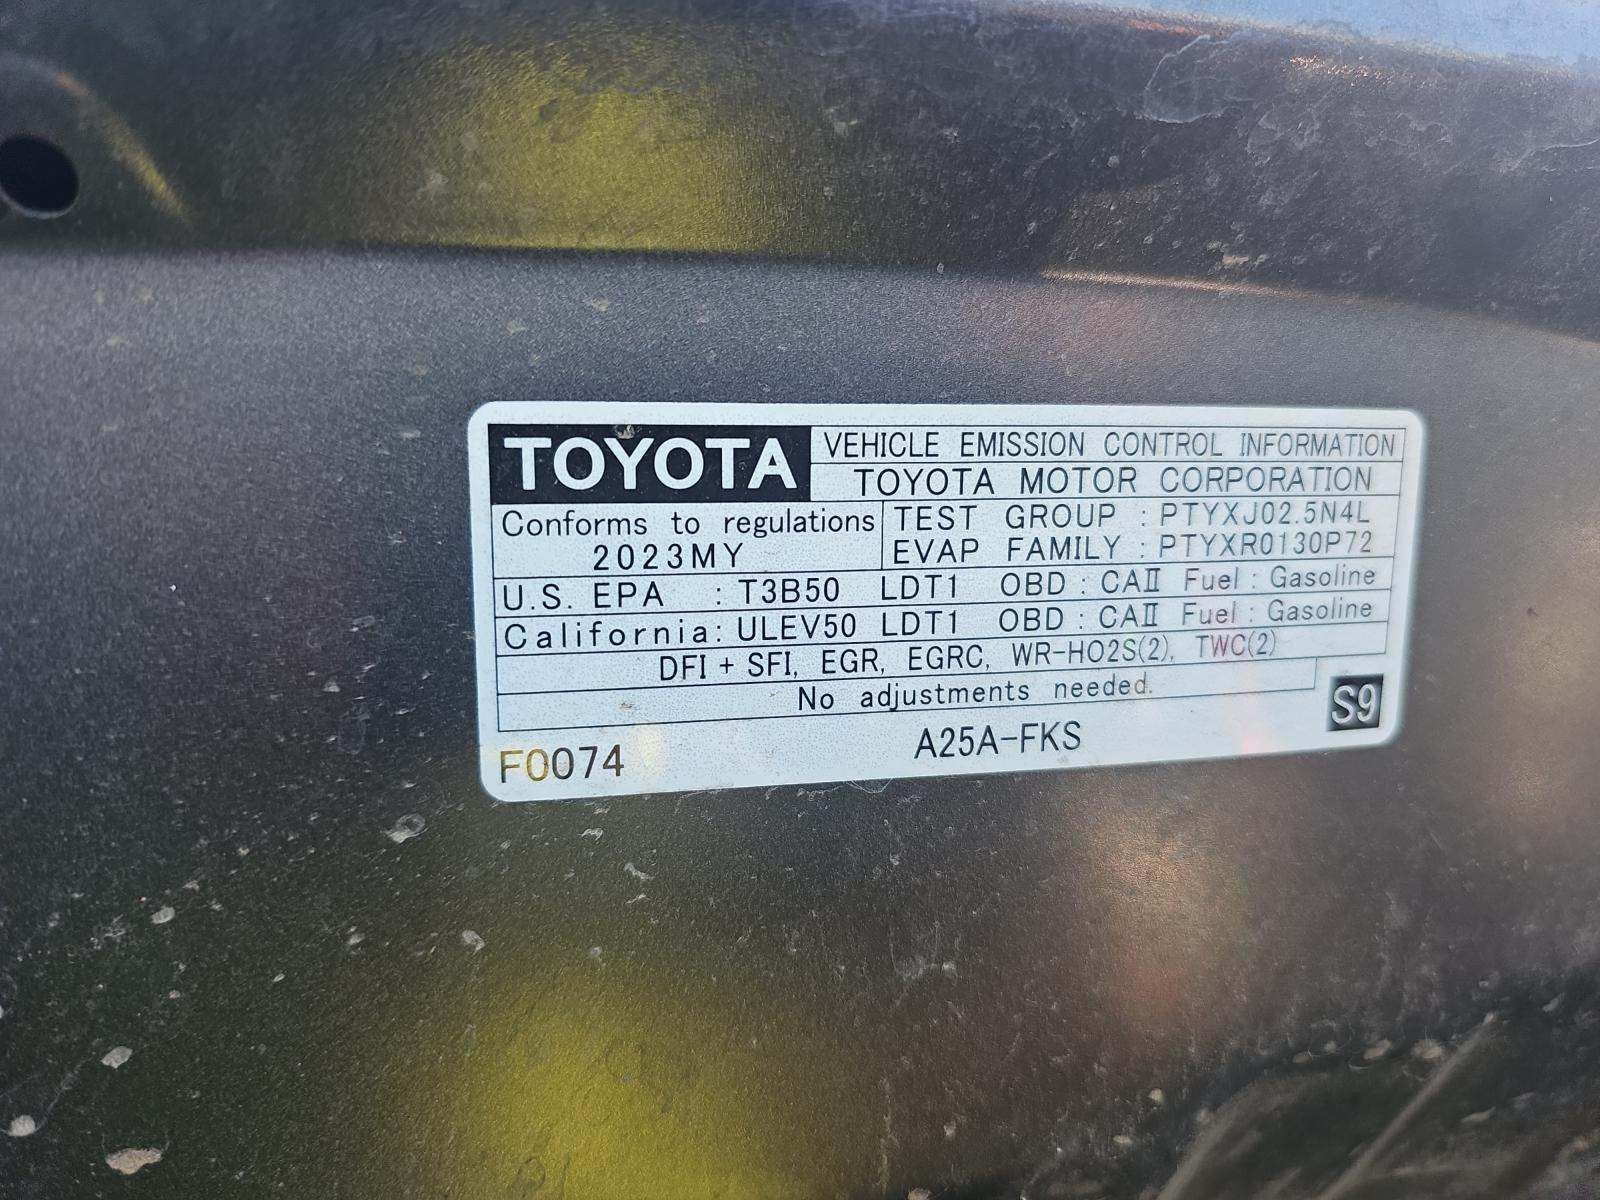 TOYOTA VEHICLE EMISSION CONTROL INFORMATION
TOYOTA MOTOR CORPORATION
Conforms to regulations
2023MY
TEST GROUP : PTYXJ02.5N4L
EVAP FAMILY : PTYXR0130P72
U.S. EPA : T3B50 LDT1 OBD : CAⅡ Fuel : Gasoline
California: ULEV50 LDT1 OBD : CAⅡ Fuel : Gasoline
DFI + SFI, EGR, EGRC, WR-HO2S(2), TWC(2)
No adjustments needed.
S9
F0074 A25A-FKS